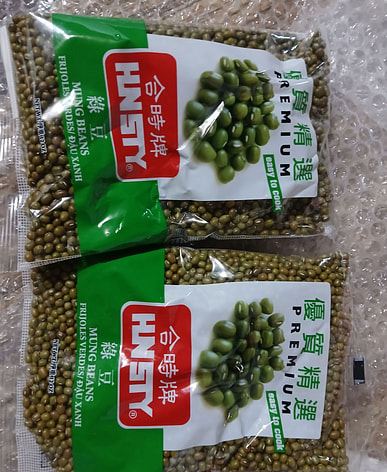 優質精選
PREMIUM
easy to cook
合時牌
HNSTY®
綠豆
MUNG BEANS
FRIJOLES VERDES/ĐẬU XANH
優質精選
PREMIUM
easy to cook
合時牌
HNSTY®
綠豆
MUNG BEANS
FRIJOLES VERDES/ĐẬU XANH